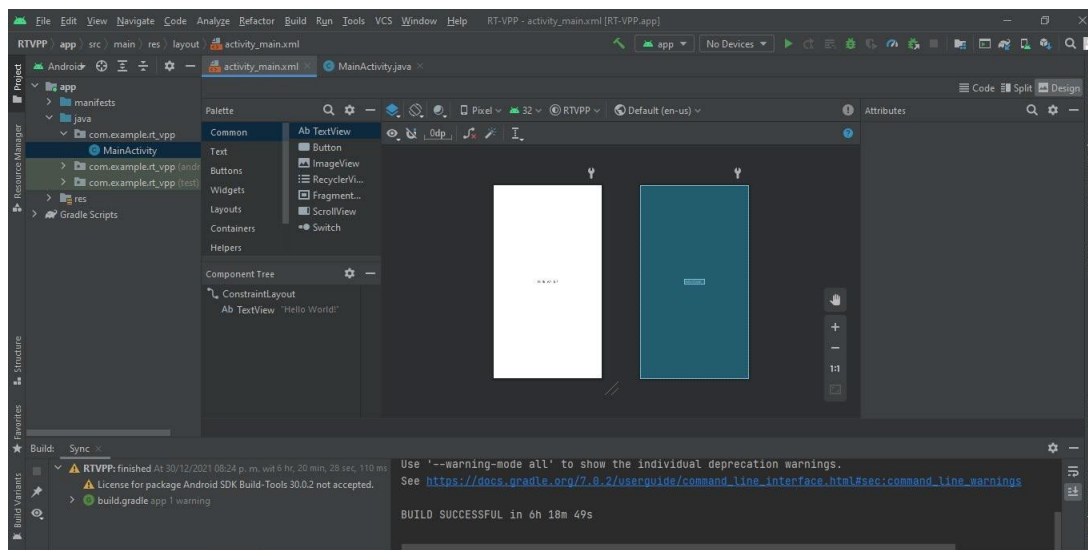 File Edit View Navigate Code Analyze Refactor Build Run Tools VCS Window Help RT-VPP - activity_main.xml [RT-VPP.app]
RTVPP app src main res layout activity_main.xml app No Devices
Project
Resource Manager
Structure
Favorites
Build Variants
Android
app
manifests
java
com.example.rt_vpp
MainActivity
com.example.rt_vpp (andr
com.example.rt_vpp (test)
res
Gradle Scripts
activity_main.xml MainActivity.java
Code Split Design
Palette
Common
Text
Buttons
Widgets
Layouts
Containers
Helpers
Ab TextView
Button
ImageView
RecyclerVi...
Fragment...
ScrollView
Switch
Pixel 32 RTVPP Default (en-us)
0dp
Attributes
1:1
Component Tree
ConstraintLayout
Ab TextView "Hello World!"
Build: Sync
RTVPP: finished At 30/12/2021 08:24 p. m. wit 6 hr, 20 min, 28 sec, 110 ms
License for package Android SDK Build-Tools 30.0.2 not accepted.
build.gradle app 1 warning
Use '--warning-mode all' to show the individual deprecation warnings.
See https://docs.gradle.org/7.0.2/userguide/command_line_interface.html#sec:command_line_warnings
BUILD SUCCESSFUL in 6h 18m 49s